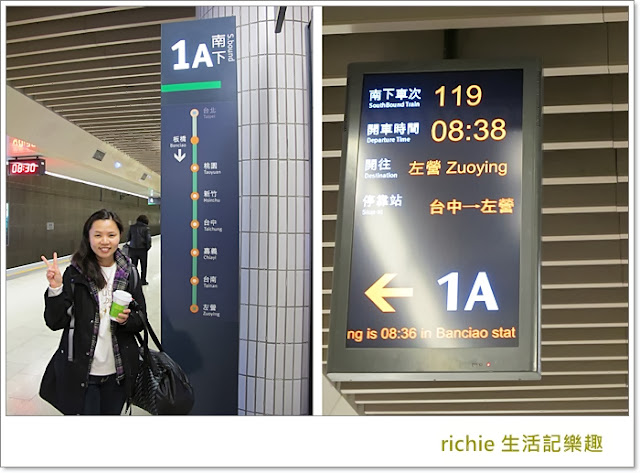 1A 南下 S.bound
台北
Taipei
板橋
Banciao
桃園
Taoyuan
新竹
Hsinchu
台中
Taichung
嘉義
Chiayi
台南
Tainan
左營
Zuoying
08:30
南下車次 119
SouthBound Train
開車時間 08:38
Departure Time
開往 左營 Zuoying
Destination
停靠站 台中─左營
Stop at
← 1A
ng is 08:36 in Banciao stat
richie 生活記樂趣